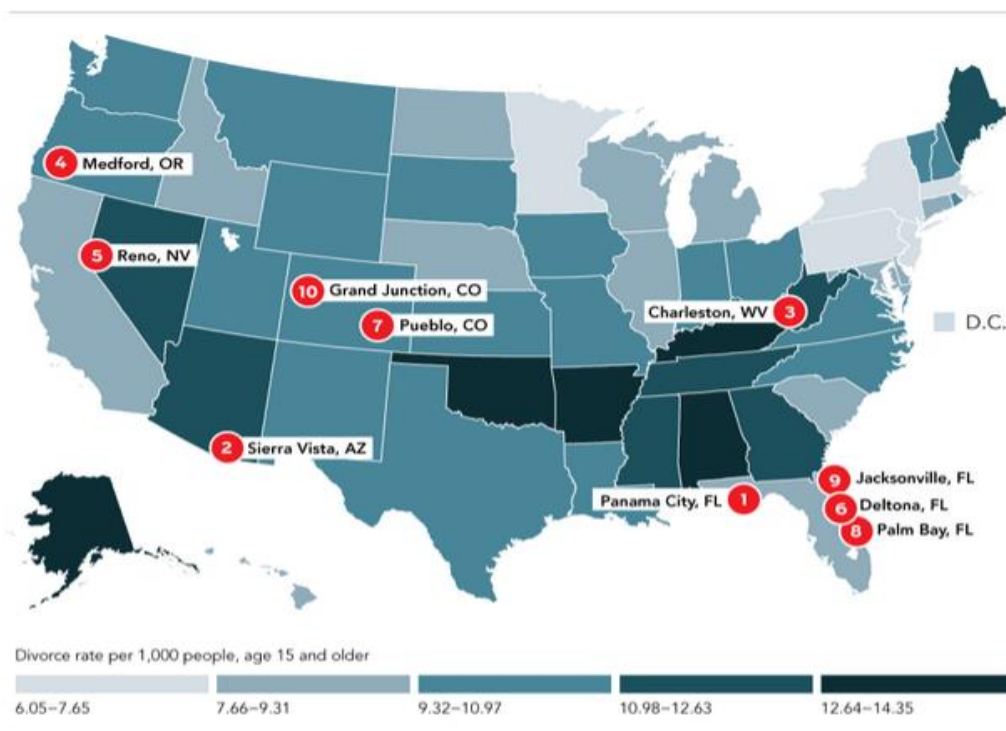 4 Medford, OR
5 Reno, NV
10 Grand Junction, CO
7 Pueblo, CO
Charleston, WV 3
D.C.
2 Sierra Vista, AZ
9 Jacksonville, FL
Panama City, FL 1
6 Deltona, FL
8 Palm Bay, FL
Divorce rate per 1,000 people, age 15 and older
6.05–7.65 7.66–9.31 9.32–10.97 10.98–12.63 12.64–14.35